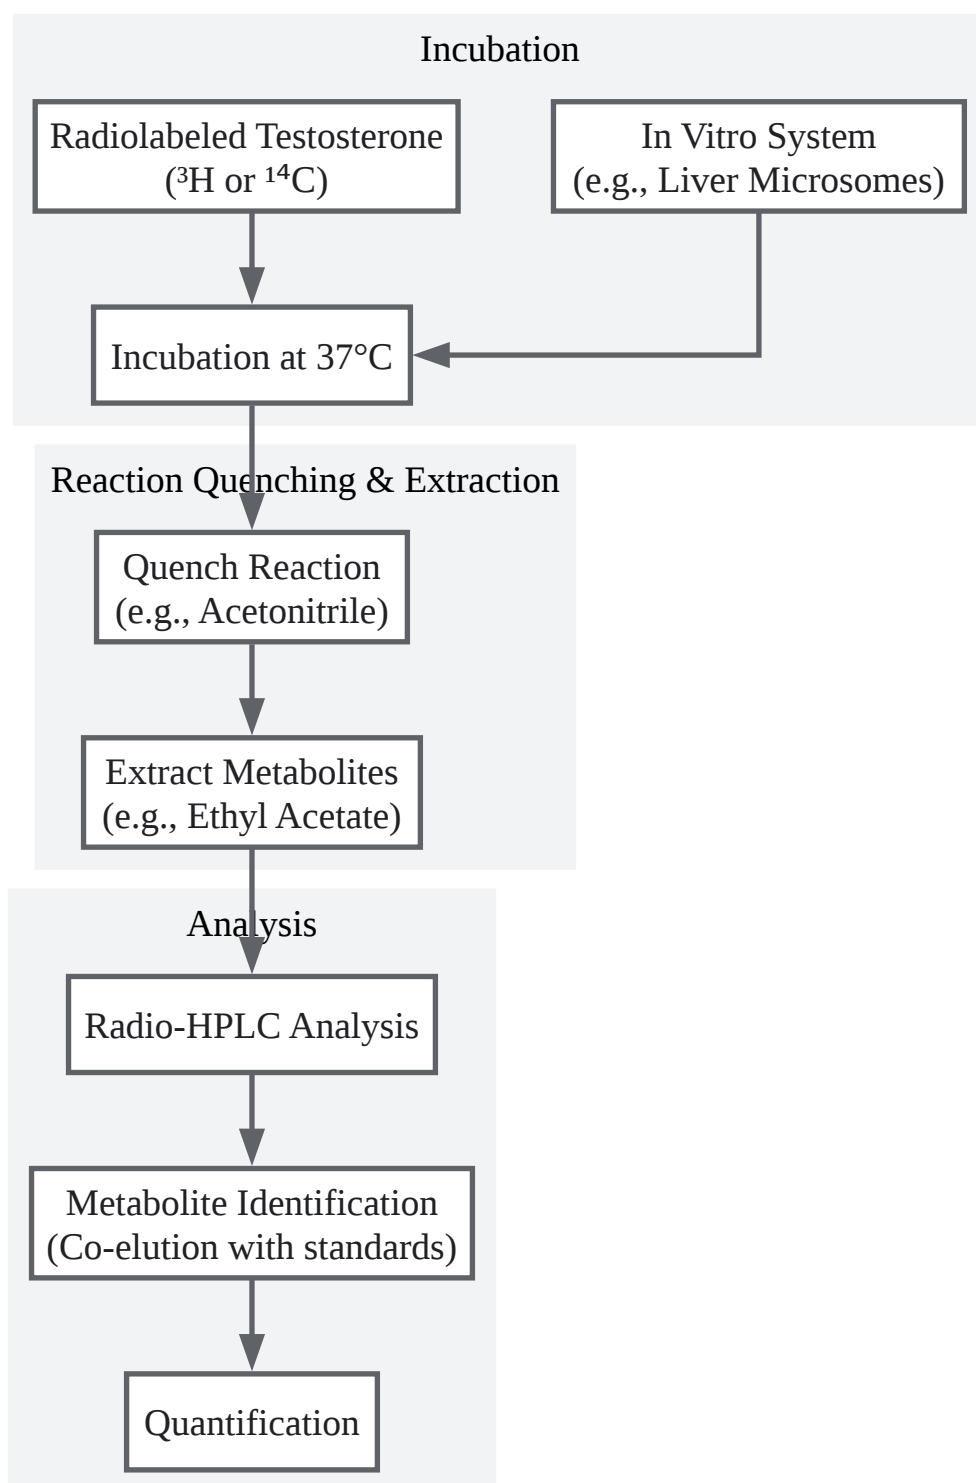 Incubation
Radiolabeled Testosterone
(³H or ¹⁴C)
In Vitro System
(e.g., Liver Microsomes)
Incubation at 37°C
Reaction Quenching & Extraction
Quench Reaction
(e.g., Acetonitrile)
Extract Metabolites
(e.g., Ethyl Acetate)
Analysis
Radio-HPLC Analysis
Metabolite Identification
(Co-elution with standards)
Quantification